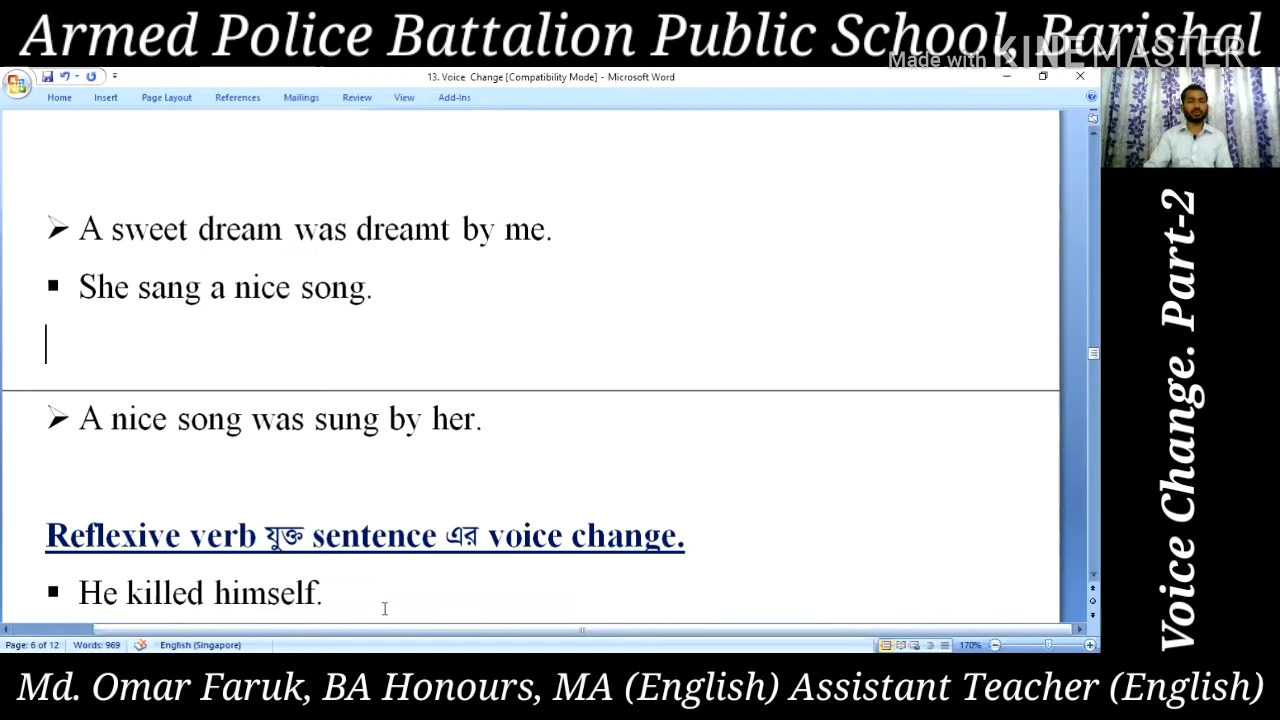 Armed Police Battalion Public School, Barishal
Made with KINEMASTER
13. Voice Change [Compatibility Mode] - Microsoft Word
Home Insert Page Layout References Mailings Review View Add-Ins
➢ A sweet dream was dreamt by me.
▪ She sang a nice song.
➢ A nice song was sung by her.
Reflexive verb যুক্ত sentence এর voice change.
▪ He killed himself.
Page: 6 of 12 Words: 969 English (Singapore) 170%
Voice Change. Part-2
Md. Omar Faruk, BA Honours, MA (English) Assistant Teacher (English)